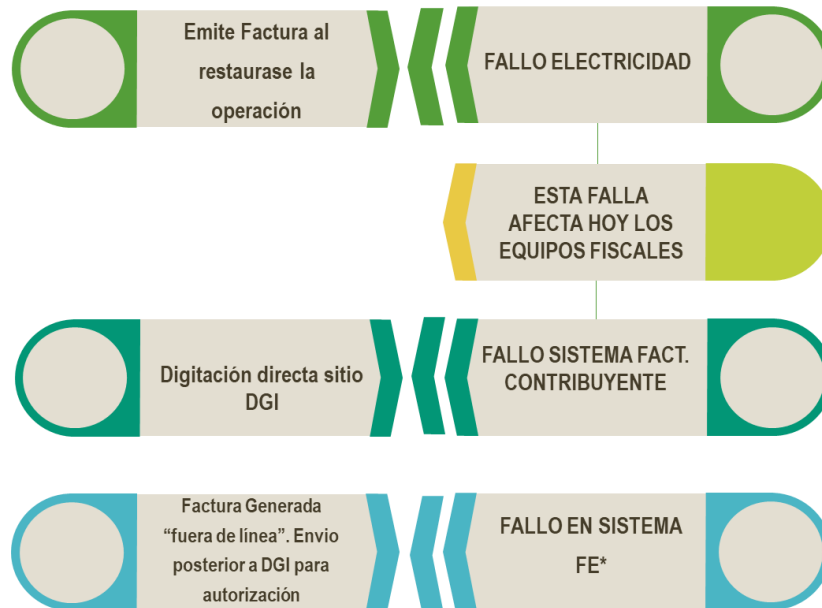 Emite Factura al
restaurase la
operación
FALLO ELECTRICIDAD
ESTA FALLA
AFECTA HOY LOS
EQUIPOS FISCALES
Digitación directa sitio
DGI
FALLO SISTEMA FACT.
CONTRIBUYENTE
Factura Generada
“fuera de línea”. Envio
posterior a DGI para
autorización
FALLO EN SISTEMA
FE*